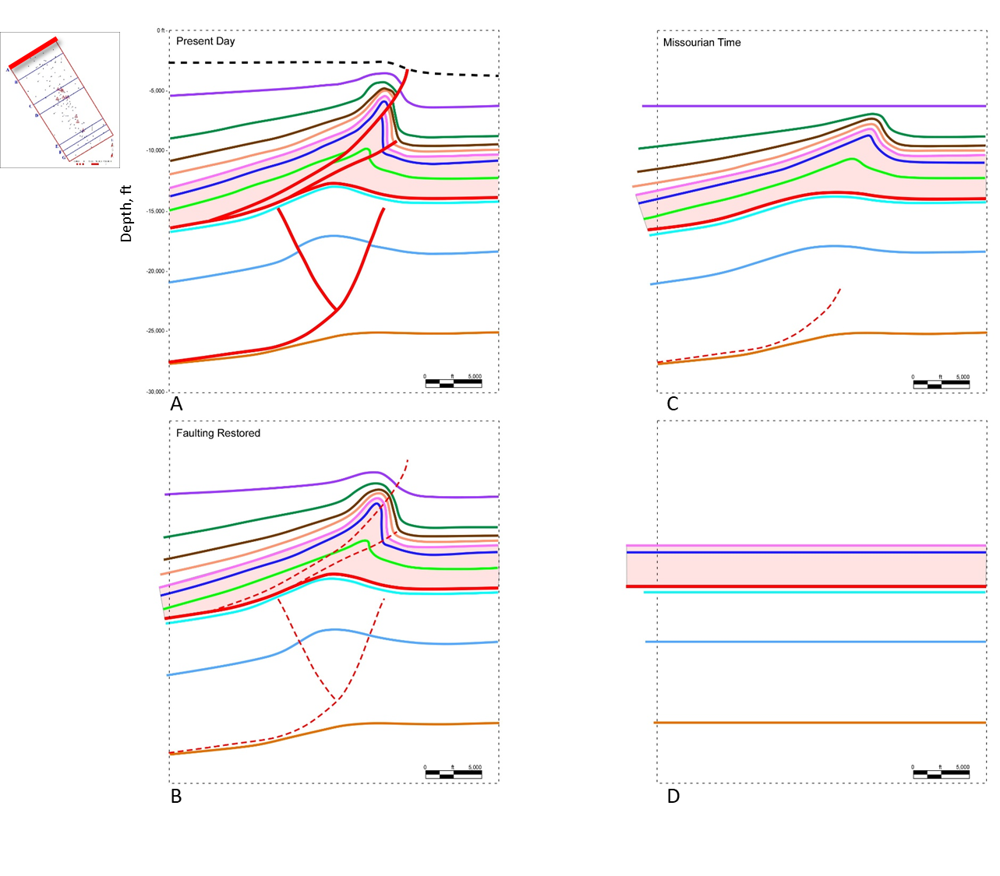 Present Day
0 ft
-5,000
-10,000
-15,000
-20,000
-25,000
-30,000
Depth, ft
0 ft 5,000
A
Missourian Time
0 ft 5,000
C
Faulting Restored
0 ft 5,000
B
0 ft 5,000
D
A
B
C
D
E
F
G